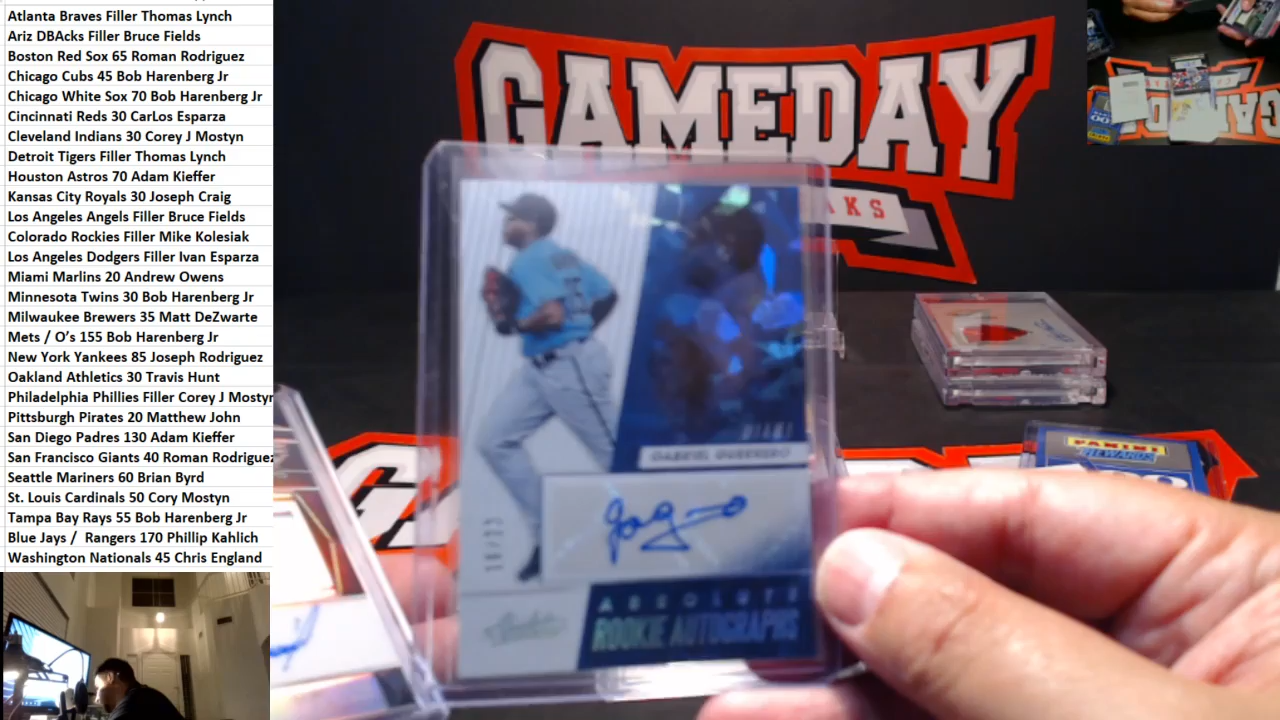 Atlanta Braves Filler Thomas Lynch
Ariz DBAcks Filler Bruce Fields
Boston Red Sox 65 Roman Rodriguez
Chicago Cubs 45 Bob Harenberg Jr
Chicago White Sox 70 Bob Harenberg Jr
Cincinnati Reds 30 CarLos Esparza
Cleveland Indians 30 Corey J Mostyn
Detroit Tigers Filler Thomas Lynch
Houston Astros 70 Adam Kieffer
Kansas City Royals 30 Joseph Craig
Los Angeles Angels Filler Bruce Fields
Colorado Rockies Filler Mike Kolesiak
Los Angeles Dodgers Filler Ivan Esparza
Miami Marlins 20 Andrew Owens
Minnesota Twins 30 Bob Harenberg Jr
Milwaukee Brewers 35 Matt DeZwarte
Mets / O's 155 Bob Harenberg Jr
New York Yankees 85 Joseph Rodriguez
Oakland Athletics 30 Travis Hunt
Philadelphia Phillies Filler Corey J Mostyn
Pittsburgh Pirates 20 Matthew John
San Diego Padres 130 Adam Kieffer
San Francisco Giants 40 Roman Rodriguez
Seattle Mariners 60 Brian Byrd
St. Louis Cardinals 50 Cory Mostyn
Tampa Bay Rays 55 Bob Harenberg Jr
Blue Jays / Rangers 170 Phillip Kahlich
Washington Nationals 45 Chris England
GAMEDAY
AKS
MIAMI
GABRIEL GUERRERO
ABSOLUTE
ROOKIE AUTOGRAPHS
PANINI
REWARDS